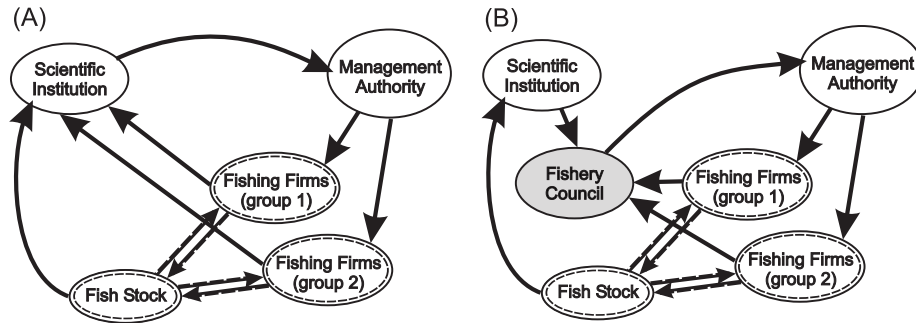 (A)
Scientific
Institution
Management
Authority
Fishing Firms
(group 1)
Fishing Firms
(group 2)
Fish Stock
(B)
Scientific
Institution
Management
Authority
Fishery
Council
Fishing Firms
(group 1)
Fishing Firms
(group 2)
Fish Stock